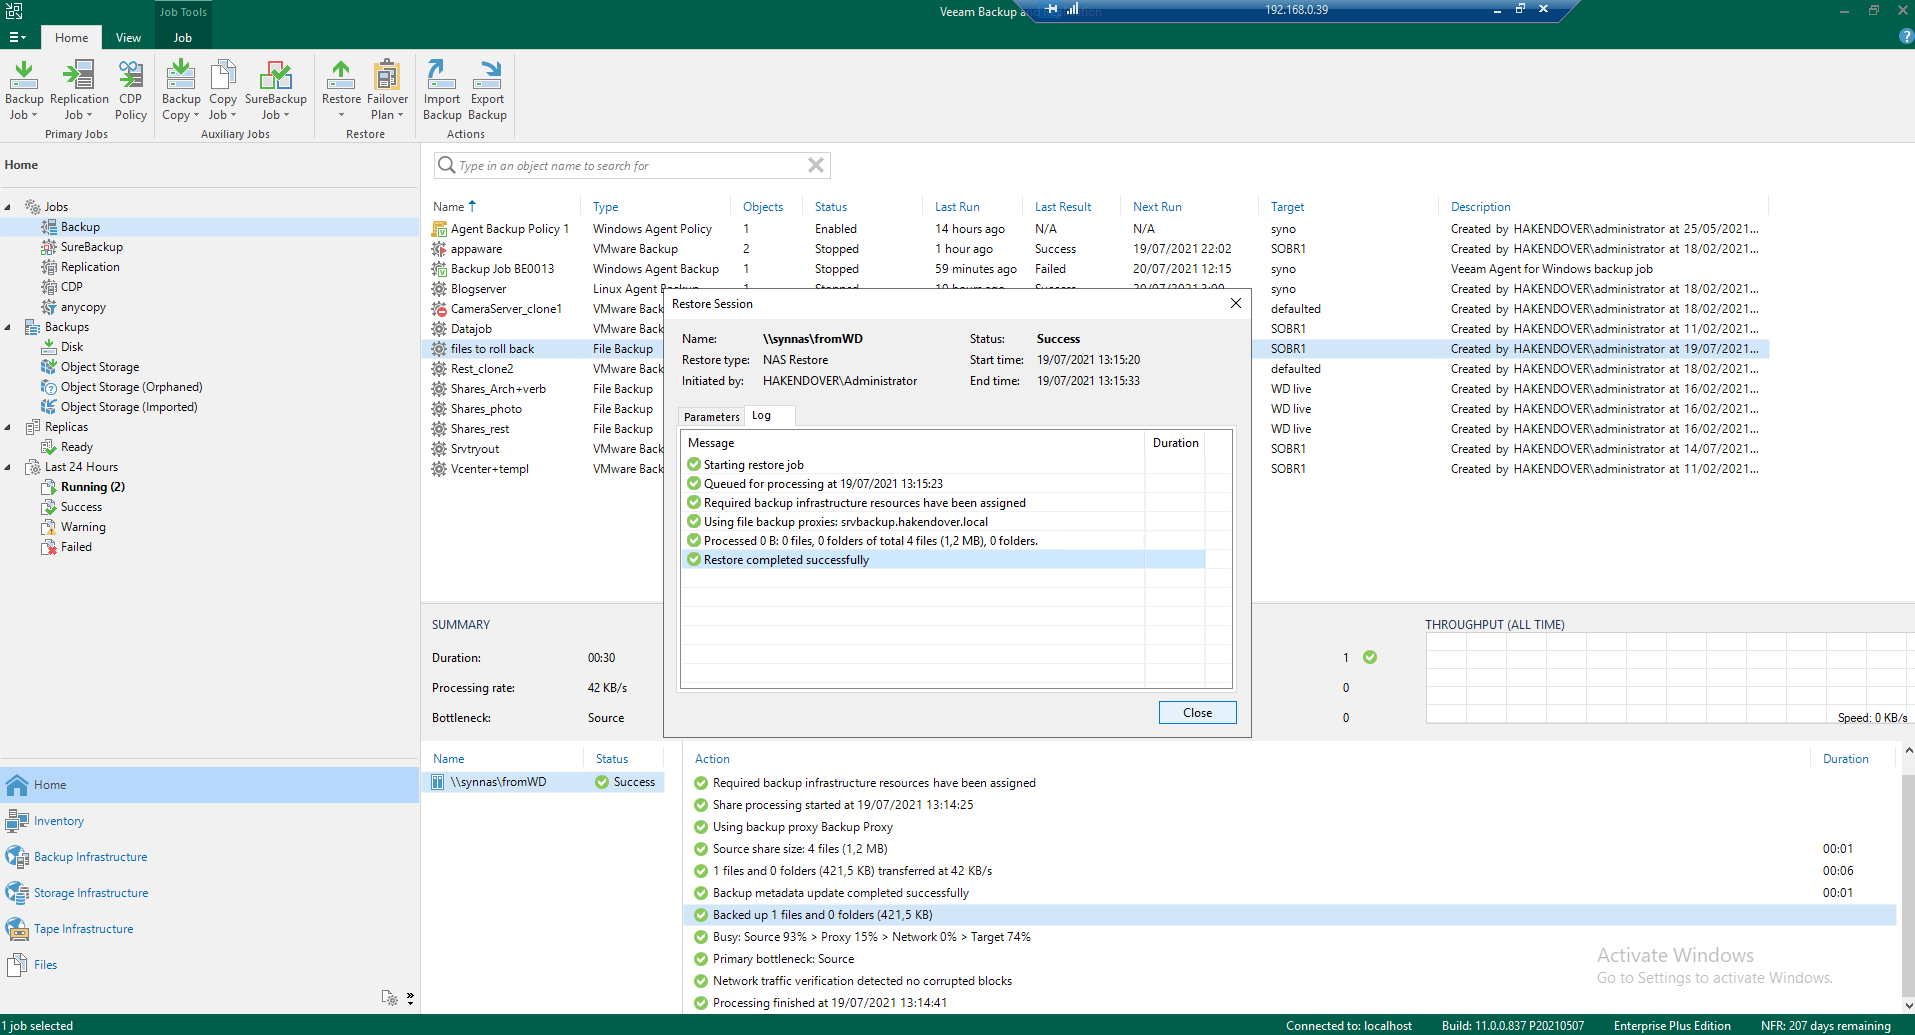 Job Tools
Veeam Backup and
192.168.0.39
Home
View
Job
Backup Job
Replication Job
CDP Policy
Backup Copy
Copy Job
SureBackup Job
Restore
Failover Plan
Import Backup
Export Backup
Primary Jobs
Auxiliary Jobs
Restore
Actions
Home
Type in an object name to search for
Jobs
Backup
SureBackup
Replication
CDP
anycopy
Backups
Disk
Object Storage
Object Storage (Orphaned)
Object Storage (Imported)
Replicas
Ready
Last 24 Hours
Running (2)
Success
Warning
Failed
Name Type Objects Status Last Run Last Result Next Run Target Description
Agent Backup Policy 1 Windows Agent Policy 1 Enabled 14 hours ago N/A N/A syno Created by HAKENDOVER\administrator at 25/05/2021...
appaware VMware Backup 2 Stopped 1 hour ago Success 19/07/2021 22:02 SOBR1 Created by HAKENDOVER\administrator at 18/02/2021...
Backup Job BE0013 Windows Agent Backup 1 Stopped 59 minutes ago Failed 20/07/2021 12:15 syno Veeam Agent for Windows backup job
Blogserver Linux Agent Backup 1 Stopped 10 hours ago Success 20/07/2021 3:00 syno Created by HAKENDOVER\administrator at 18/02/2021...
CameraServer_clone1 VMware Back defaulted Created by HAKENDOVER\administrator at 18/02/2021...
Datajob VMware Back SOBR1 Created by HAKENDOVER\administrator at 11/02/2021...
files to roll back File Backup SOBR1 Created by HAKENDOVER\administrator at 19/07/2021...
Rest_clone2 VMware Back defaulted Created by HAKENDOVER\administrator at 18/02/2021...
Shares_Arch+verb File Backup WD live Created by HAKENDOVER\administrator at 16/02/2021...
Shares_photo File Backup WD live Created by HAKENDOVER\administrator at 16/02/2021...
Shares_rest File Backup WD live Created by HAKENDOVER\administrator at 16/02/2021...
Srvtryout VMware Back SOBR1 Created by HAKENDOVER\administrator at 14/07/2021...
Vcenter+templ VMware Back SOBR1 Created by HAKENDOVER\administrator at 11/02/2021...
Restore Session
Name: \\synnas\fromWD Status: Success
Restore type: NAS Restore Start time: 19/07/2021 13:15:20
Initiated by: HAKENDOVER\Administrator End time: 19/07/2021 13:15:33
Parameters Log
Message Duration
Starting restore job
Queued for processing at 19/07/2021 13:15:23
Required backup infrastructure resources have been assigned
Using file backup proxies: srvbackup.hakendover.local
Processed 0 B: 0 files, 0 folders of total 4 files (1,2 MB), 0 folders.
Restore completed successfully
Close
SUMMARY
Duration: 00:30
Processing rate: 42 KB/s
Bottleneck: Source
1
0
0
THROUGHPUT (ALL TIME)
Speed: 0 KB/s
Name Status
\\synnas\fromWD Success
Action Duration
Required backup infrastructure resources have been assigned
Share processing started at 19/07/2021 13:14:25
Using backup proxy Backup Proxy
Source share size: 4 files (1,2 MB) 00:01
1 files and 0 folders (421,5 KB) transferred at 42 KB/s 00:06
Backup metadata update completed successfully 00:01
Backed up 1 files and 0 folders (421,5 KB)
Busy: Source 93% > Proxy 15% > Network 0% > Target 74%
Primary bottleneck: Source
Network traffic verification detected no corrupted blocks
Processing finished at 19/07/2021 13:14:41
Home
Inventory
Backup Infrastructure
Storage Infrastructure
Tape Infrastructure
Files
Activate Windows
Go to Settings to activate Windows.
1 job selected
Connected to: localhost
Build: 11.0.0.837 P20210507
Enterprise Plus Edition
NFR: 207 days remaining